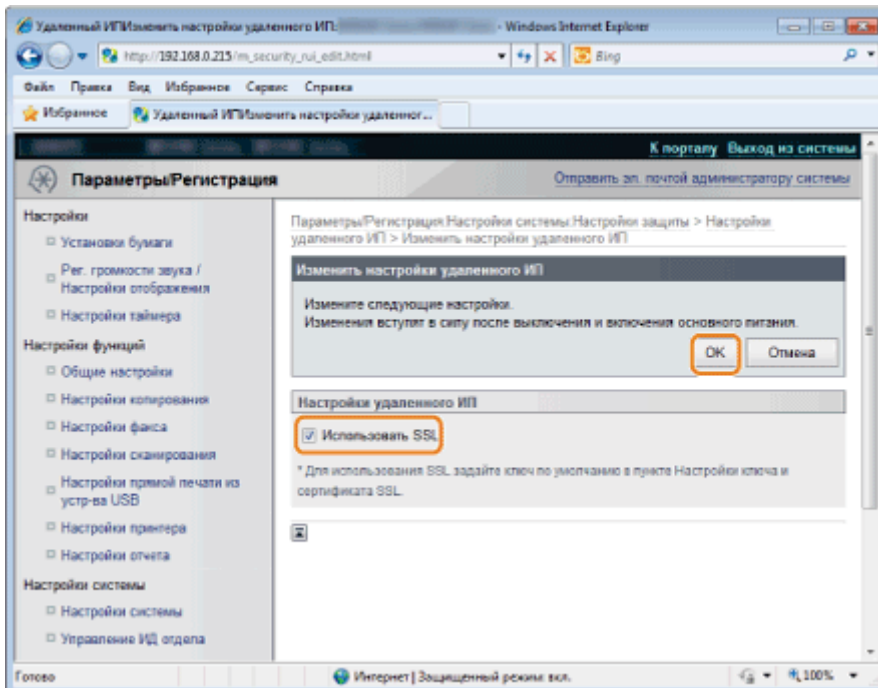 Удаленный ИПИзменить настройки удаленного ИП: - Windows Internet Explorer
http://192.168.0.215/m_security_rui_edit.html
Bing
Файл Правка Вид Избранное Сервис Справка
Избранное
Удаленный ИПИзменить настройки удаленног...
К порталу Выход из системы
Параметры/Регистрация
Отправить эл. почтой администратору системы
Настройки
Установки бумаги
Рег. громкости звука /
Настройки отображения
Настройки таймера
Настройки функций
Общие настройки
Настройки копирования
Настройки факса
Настройки сканирования
Настройки прямой печати из
устр-ва USB
Настройки принтера
Настройки отчета
Настройки системы
Настройки системы
Управление ИД отдела
Параметры/Регистрация:Настройки системы:Настройки защиты > Настройки
удаленного ИП > Изменить настройки удаленного ИП
Изменить настройки удаленного ИП
Измените следующие настройки.
Изменения вступят в силу после выключения и включения основного питания.
OK
Отмена
Настройки удаленного ИП
Использовать SSL
* Для использования SSL задайте ключ по умолчанию в пункте Настройки ключа и
сертификата SSL.
Готово
Интернет | Защищенный режим: вкл.
100%